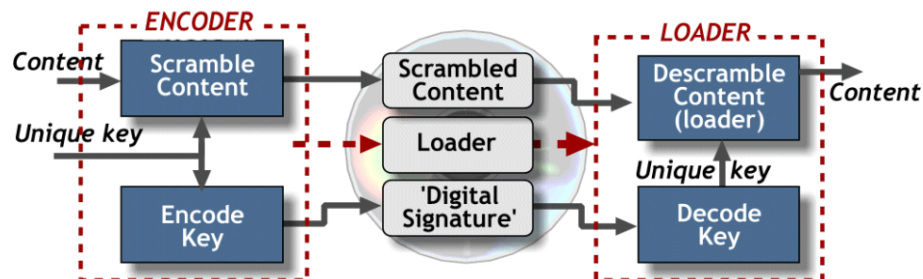 ENCODER
Content
Scramble
Content
Unique key
Encode
Key
Scrambled
Content
Loader
'Digital
Signature'
LOADER
Descramble
Content
(loader)
Content
Unique key
Decode
Key